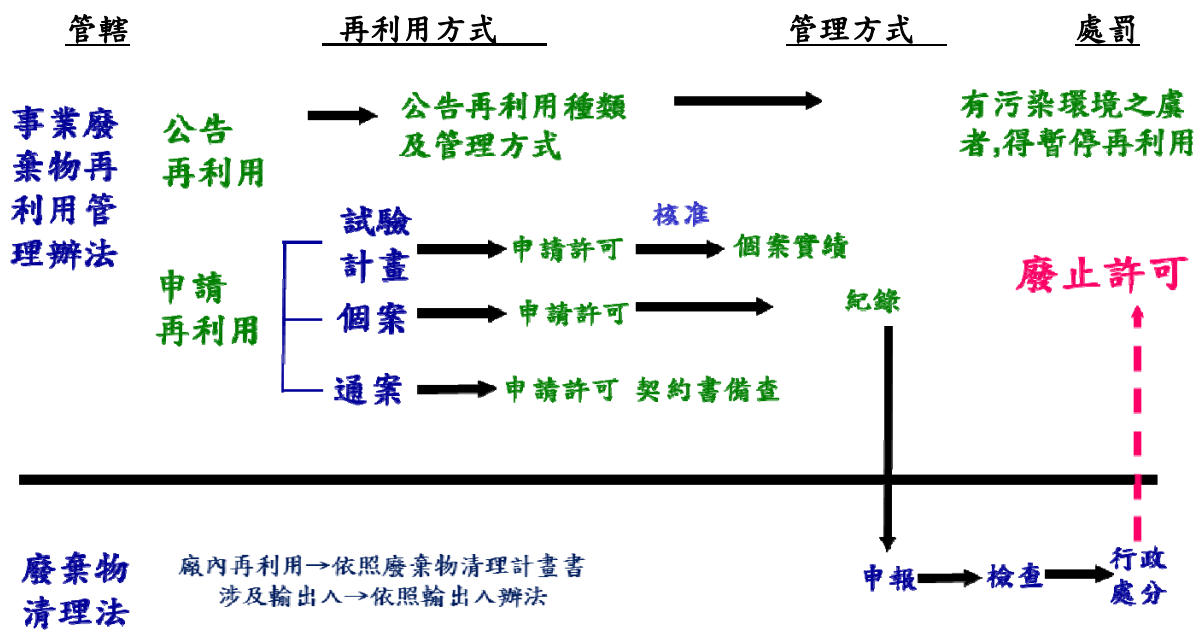 管轄
再利用方式
管理方式
處罰
事業廢
棄物再
利用管
理辦法
公告
再利用
公告再利用種類
及管理方式
有污染環境之虞
者,得暫停再利用
申請
再利用
試驗
計畫
申請許可
核准
個案實績
個案
申請許可
紀錄
廢止許可
通案
申請許可 契約書備查
廢棄物
清理法
廠內再利用→依照廢棄物清理計畫書
涉及輸出入→依照輸出入辦法
申報
檢查
行政
處分